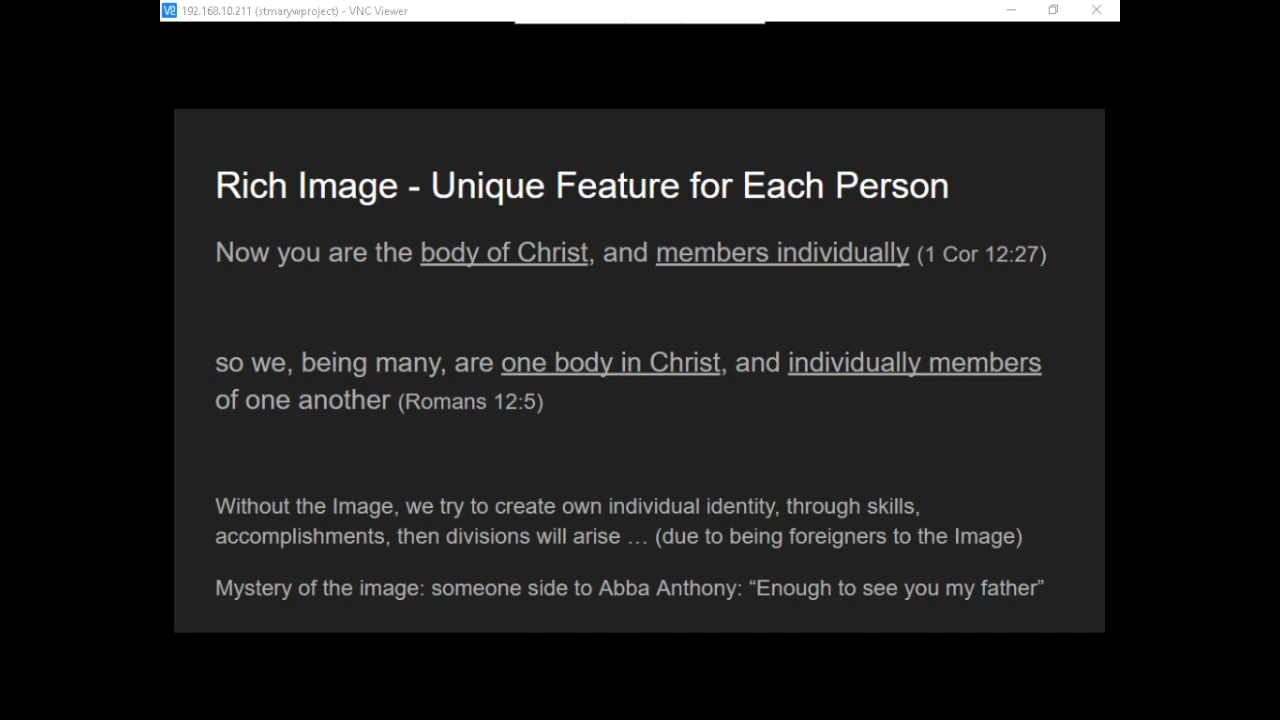 192.168.10.211 (stmarywproject) - VNC Viewer
Rich Image - Unique Feature for Each Person
Now you are the body of Christ, and members individually (1 Cor 12:27)
so we, being many, are one body in Christ, and individually members
of one another (Romans 12:5)
Without the Image, we try to create own individual identity, through skills,
accomplishments, then divisions will arise … (due to being foreigners to the Image)
Mystery of the image: someone side to Abba Anthony: “Enough to see you my father”